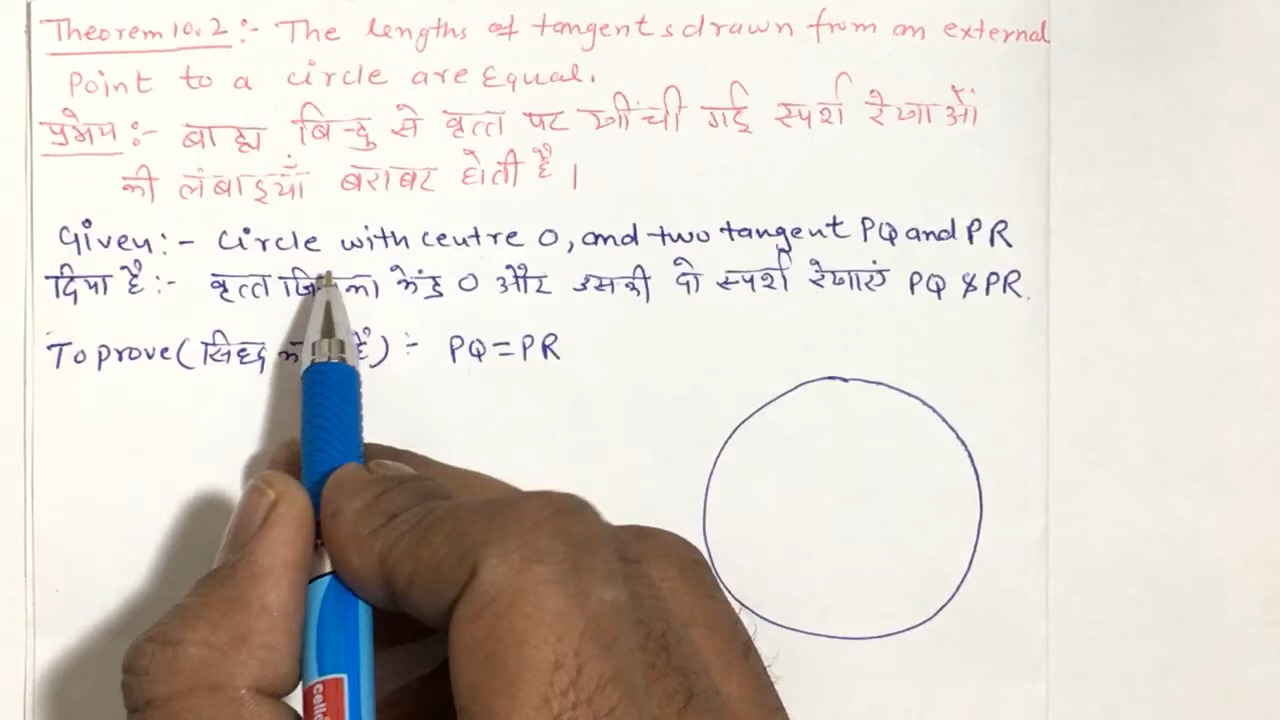 Theorem 10.2 :- The lengths of tangents drawn from an external
Point to a circle are Equal.
प्रमेय :- बाह्य बिन्दु से वृत्त पर खींची गई स्पर्श रेखाओं
की लंबाइयाँ बराबर होती है ।
Given :- Circle with centre O, and two tangent PQ and PR
दिया है :- वृत्त केंद्र O और उसकी दो स्पर्श रेखाएं PQ & PR.
To prove (सिद्ध है) :- PQ = PR